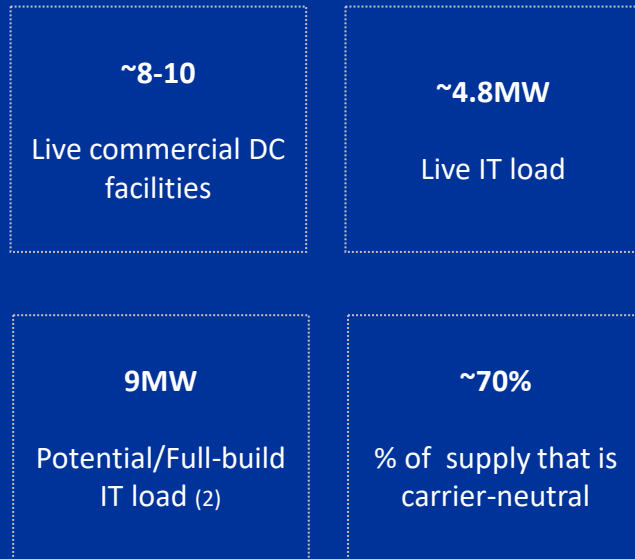 ~8-10
Live commercial DC
facilities
~4.8MW
Live IT load
9MW
Potential/Full-build
IT load (2)
~70%
% of  supply that is
carrier-neutral